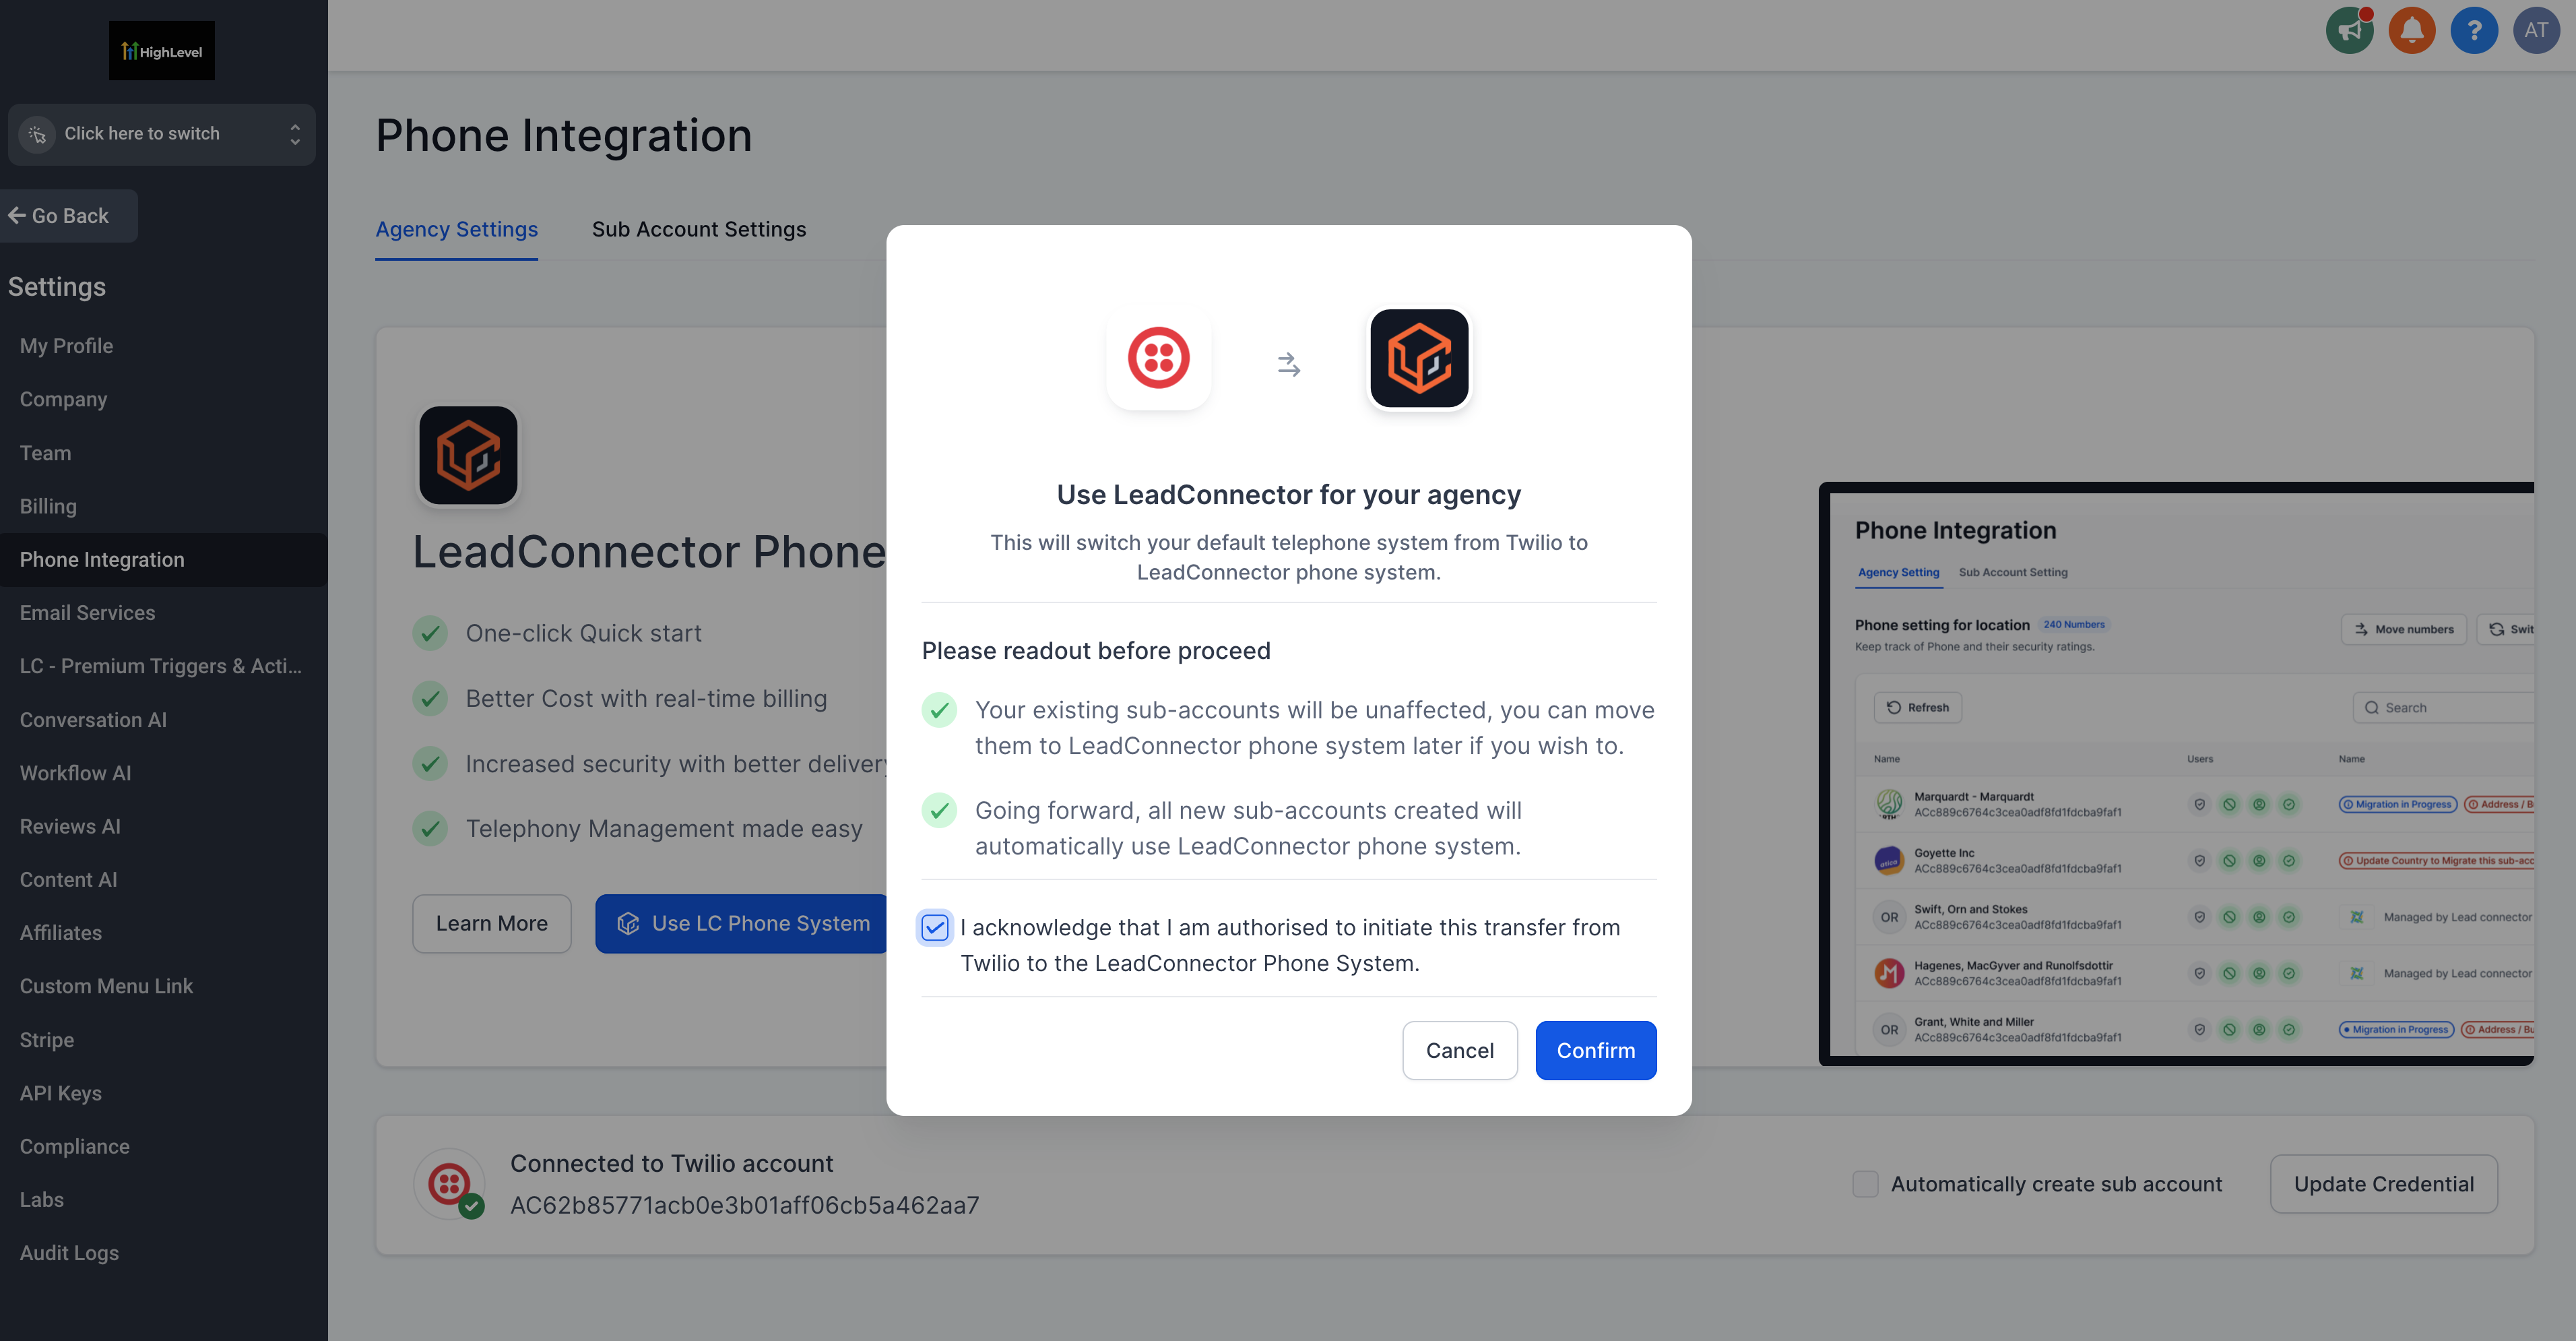 HighLevel
Click here to switch
Go Back
Settings
My Profile
Company
Team
Billing
Phone Integration
Email Services
LC - Premium Triggers & Acti...
Conversation AI
Workflow AI
Reviews AI
Content AI
Affiliates
Custom Menu Link
Stripe
API Keys
Compliance
Labs
Audit Logs
?
AT
Phone Integration
Agency Settings
Sub Account Settings
LeadConnector Phone
One-click Quick start
Better Cost with real-time billing
Increased security with better delivery
Telephony Management made easy
Learn More
Use LC Phone System
Use LeadConnector for your agency
This will switch your default telephone system from Twilio to
LeadConnector phone system.
Please readout before proceed
Your existing sub-accounts will be unaffected, you can move
them to LeadConnector phone system later if you wish to.
Going forward, all new sub-accounts created will
automatically use LeadConnector phone system.
I acknowledge that I am authorised to initiate this transfer from
Twilio to the LeadConnector Phone System.
Cancel
Confirm
Phone Integration
Agency Setting
Sub Account Setting
Phone setting for location
240 Numbers
Keep track of Phone and their security ratings.
Move numbers
Swit
Refresh
Search
Name
Users
Name
Marquardt - Marquardt
ACc889c6764c3cea0adf8fd1fdcba9faf1
Migration in Progress
Address / B
Goyette Inc
ACc889c6764c3cea0adf8fd1fdcba9faf1
Update Country to Migrate this sub-acc
OR
Swift, Orn and Stokes
ACc889c6764c3cea0adf8fd1fdcba9faf1
Managed by Lead connector
Hagenes, MacGyver and Runolfsdottir
ACc889c6764c3cea0adf8fd1fdcba9faf1
Managed by Lead connector
OR
Grant, White and Miller
ACc889c6764c3cea0adf8fd1fdcba9faf1
Migration in Progress
Address / Bu
Connected to Twilio account
AC62b85771acb0e3b01aff06cb5a462aa7
Automatically create sub account
Update Credential